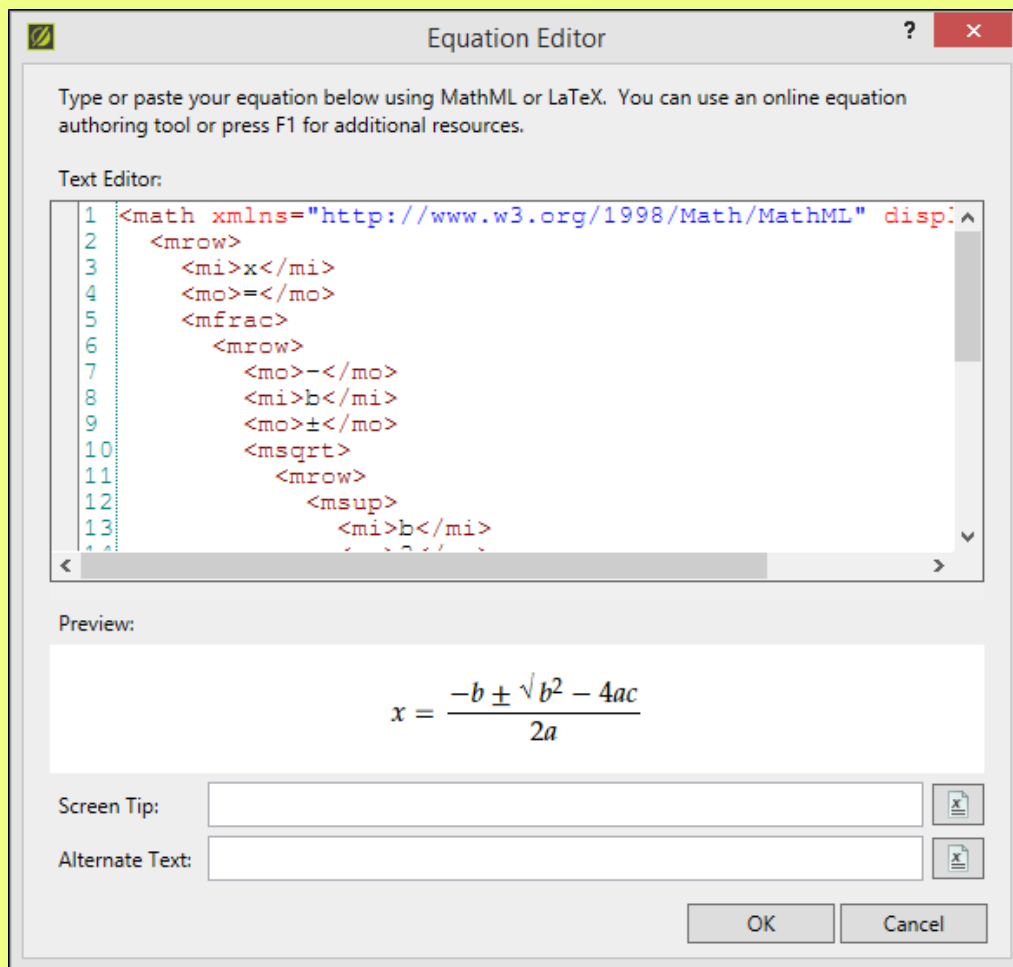 Equation Editor
?
Type or paste your equation below using MathML or LaTeX. You can use an online equation
authoring tool or press F1 for additional resources.
Text Editor:
1 <math xmlns="http://www.w3.org/1998/Math/MathML" displ
2 <mrow>
3 <mi>x</mi>
4 <mo>=</mo>
5 <mfrac>
6 <mrow>
7 <mo>−</mo>
8 <mi>b</mi>
9 <mo>±</mo>
10 <msqrt>
11 <mrow>
12 <msup>
13 <mi>b</mi>
Preview:
x = (−b ± √b² − 4ac) / 2a
Screen Tip:
Alternate Text:
OK Cancel